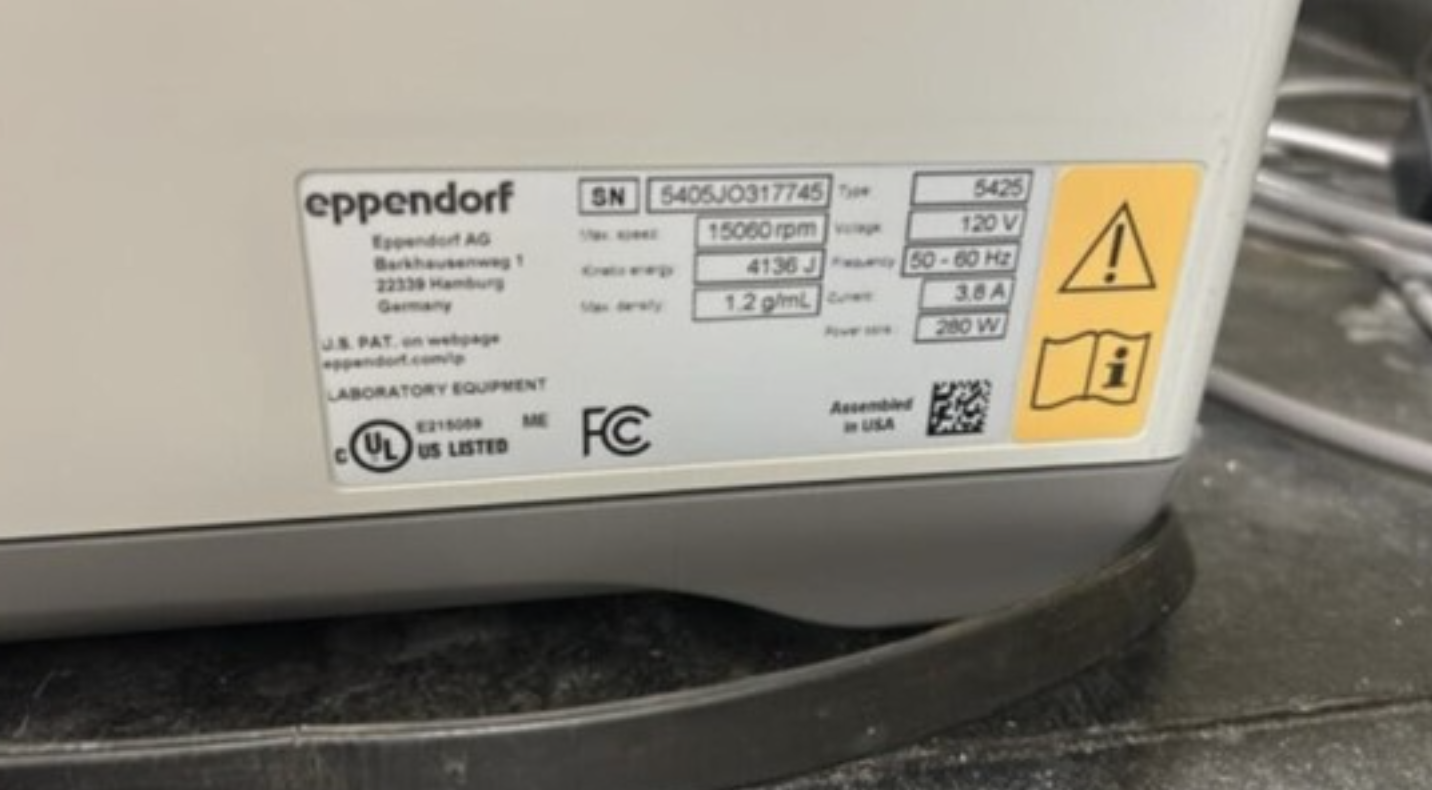 eppendorf
Eppendorf AG
Barkhausenweg 1
22339 Hamburg
Germany
U.S. PAT. on webpage
eppendorf.com/ip
LABORATORY EQUIPMENT
C UL US LISTED
E215059 ME
FC
SN 5405JO317745
Max. speed: 15060 rpm
Kinetic energy: 4136 J
Max. density: 1,2 g/mL
Type: 5425
Voltage: 120 V
Frequency: 50 - 60 Hz
Current: 3,8 A
Power cons.: 280 W
Assembled
in USA